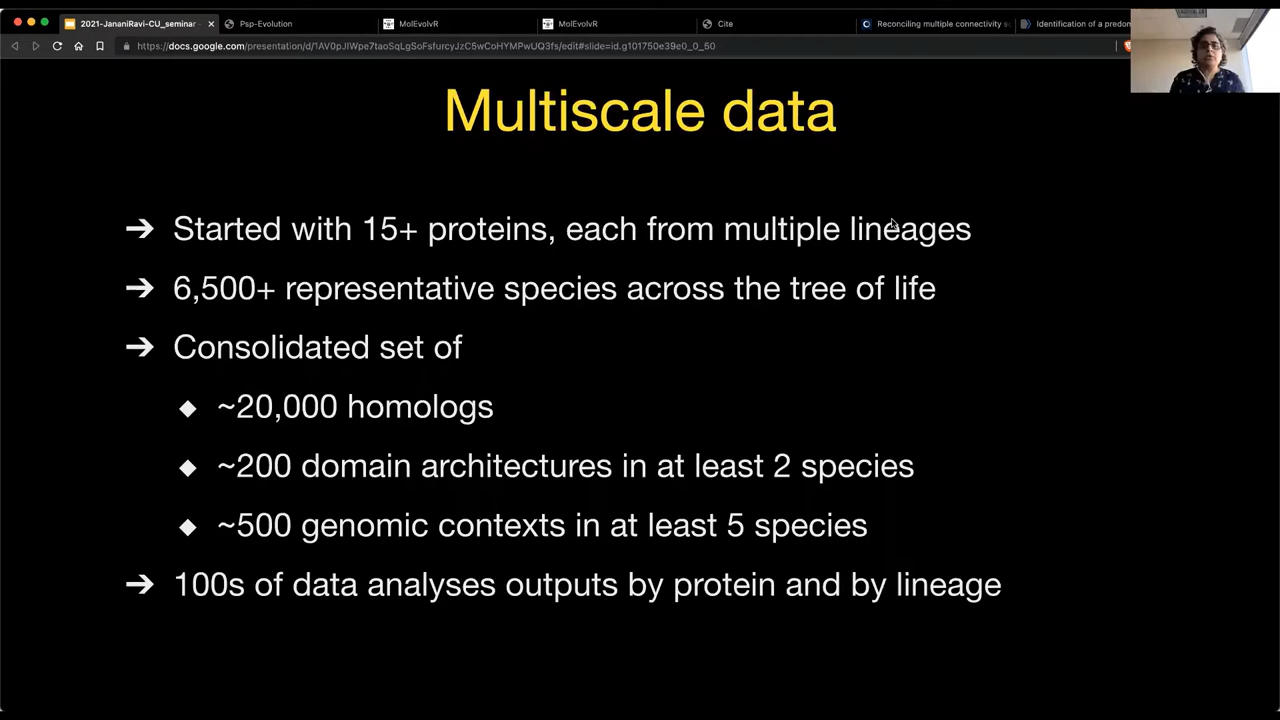 2021-JananiRavi-CU_seminar
Psp-Evolution
MolEvolvR
MolEvolvR
Cite
Reconciling multiple connectivity
Identification of a predom
https://docs.google.com/presentation/d/1AV0pJIWpe7taoSqLgSoFsfurcyJzC5wCoHYMPwUQ3fs/edit#slide=id.g101750e39e0_0_50
Multiscale data
➔ Started with 15+ proteins, each from multiple lineages
➔ 6,500+ representative species across the tree of life
➔ Consolidated set of
◆ ~20,000 homologs
◆ ~200 domain architectures in at least 2 species
◆ ~500 genomic contexts in at least 5 species
➔ 100s of data analyses outputs by protein and by lineage